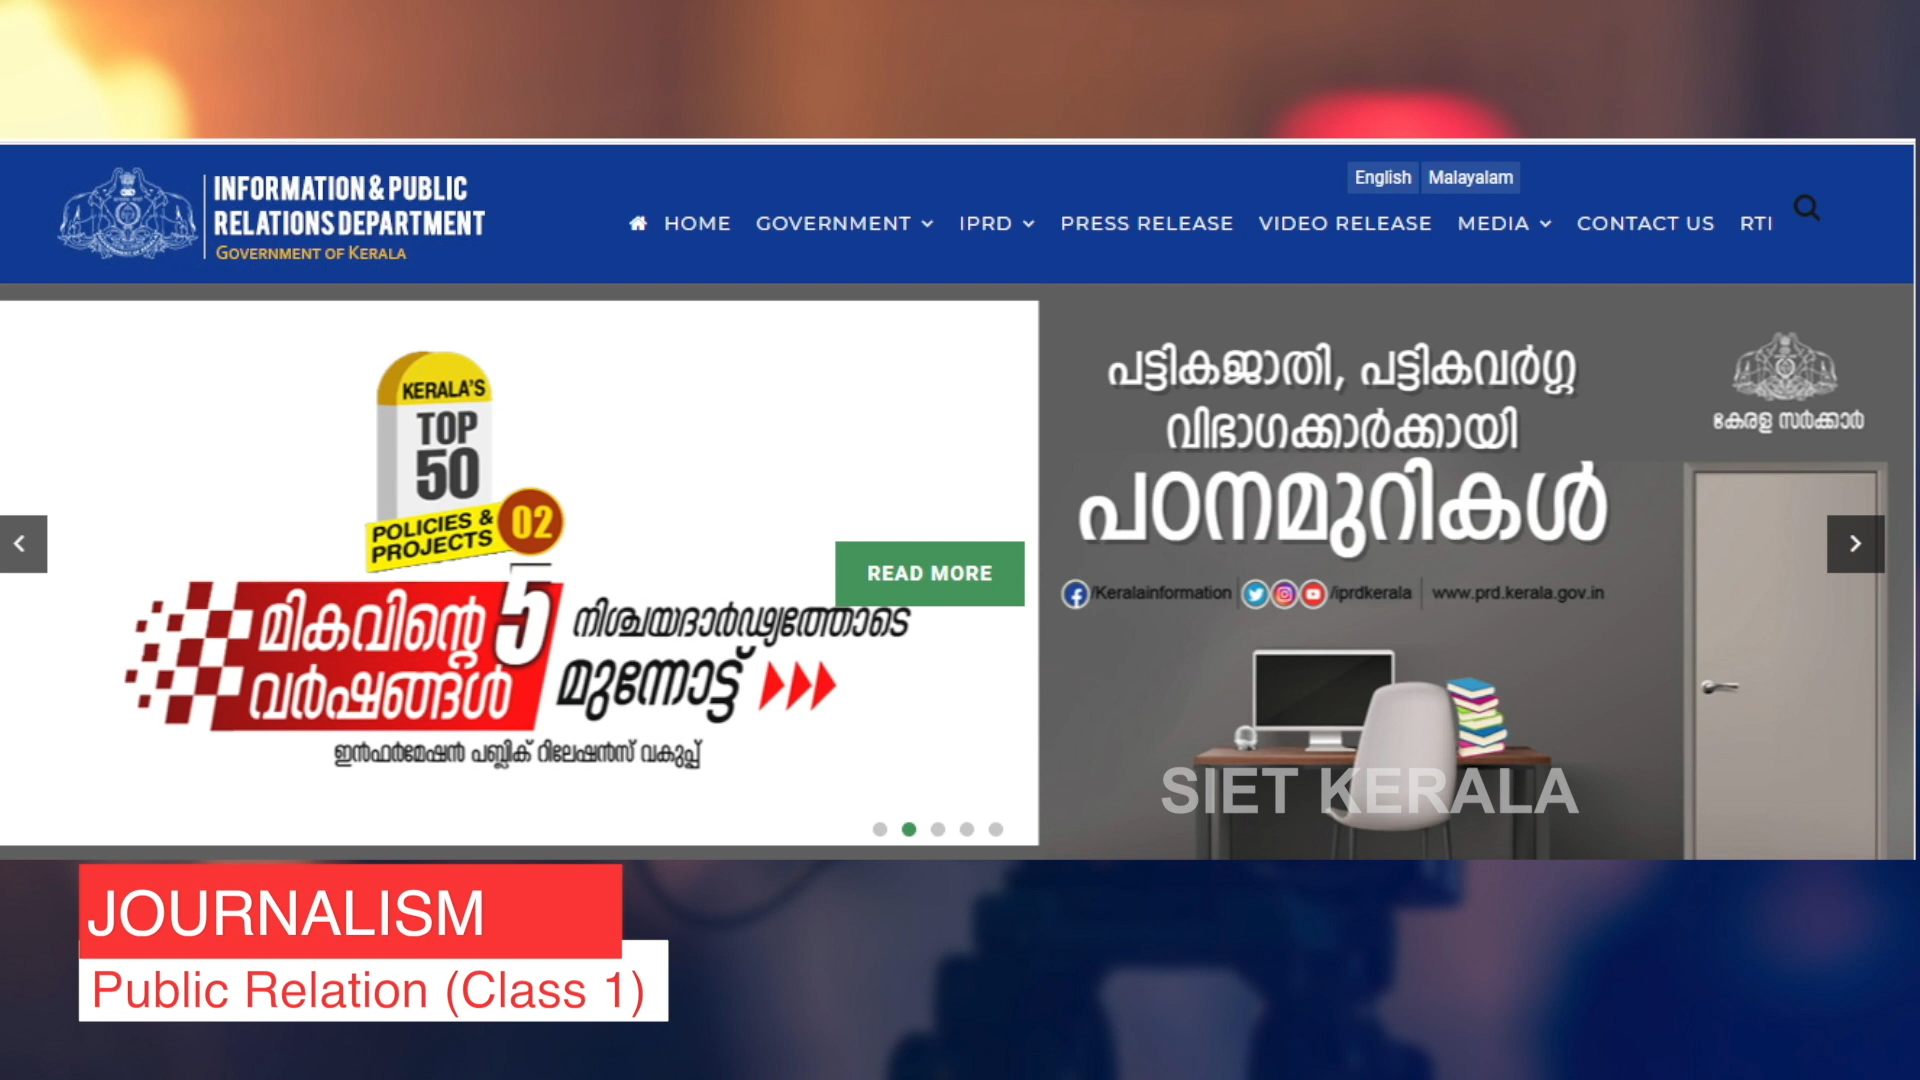 English Malayalam
INFORMATION & PUBLIC
RELATIONS DEPARTMENT
GOVERNMENT OF KERALA
HOME GOVERNMENT IPRD PRESS RELEASE VIDEO RELEASE MEDIA CONTACT US RTI
KERALA'S
TOP
50
POLICIES &
PROJECTS
02
READ MORE
മികവിന്റെ
വർഷങ്ങൾ
5
നിശ്ചയദാർഢ്യത്തോടെ
മുന്നോട്ട്
ഇൻഫർമേഷൻ പബ്ലിക് റിലേഷൻസ് വകുപ്പ്
പട്ടികജാതി, പട്ടികവർഗ്ഗ
വിഭാഗക്കാർക്കായി
പഠനമുറികൾ
കേരള സർക്കാർ
/Keralainformation /iprdkerala www.prd.kerala.gov.in
SIET KERALA
JOURNALISM
Public Relation (Class 1)